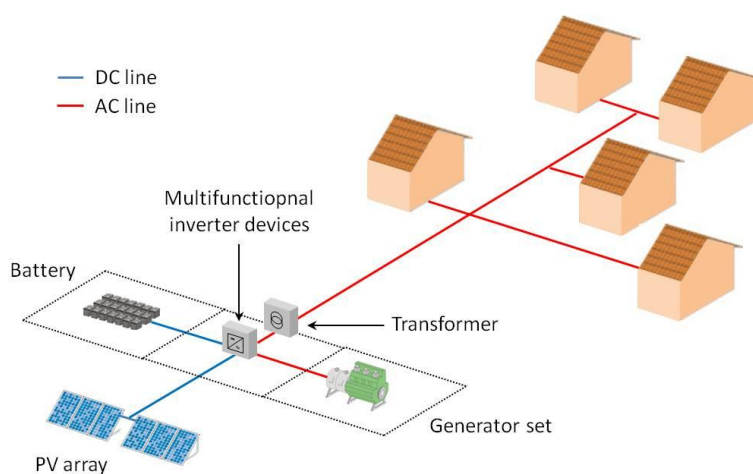 DC line
AC line
Multifunctiopnal
inverter devices
Battery
Transformer
Generator set
PV array